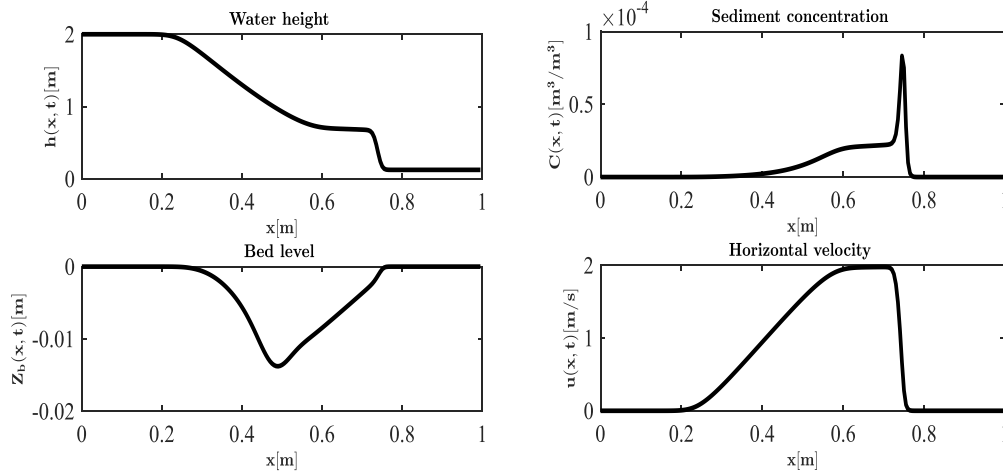 Water height
h(x,t)[m]
2
1
0
0 0.2 0.4 0.6 0.8 1
x[m]
Sediment concentration
×10⁻⁴
C(x,t)[m³/m³]
1
0.5
0
0 0.2 0.4 0.6 0.8 1
x[m]
Bed level
Z_b(x,t)[m]
0
-0.01
-0.02
0 0.2 0.4 0.6 0.8 1
x[m]
Horizontal velocity
u(x,t)[m/s]
2
1
0
0 0.2 0.4 0.6 0.8 1
x[m]